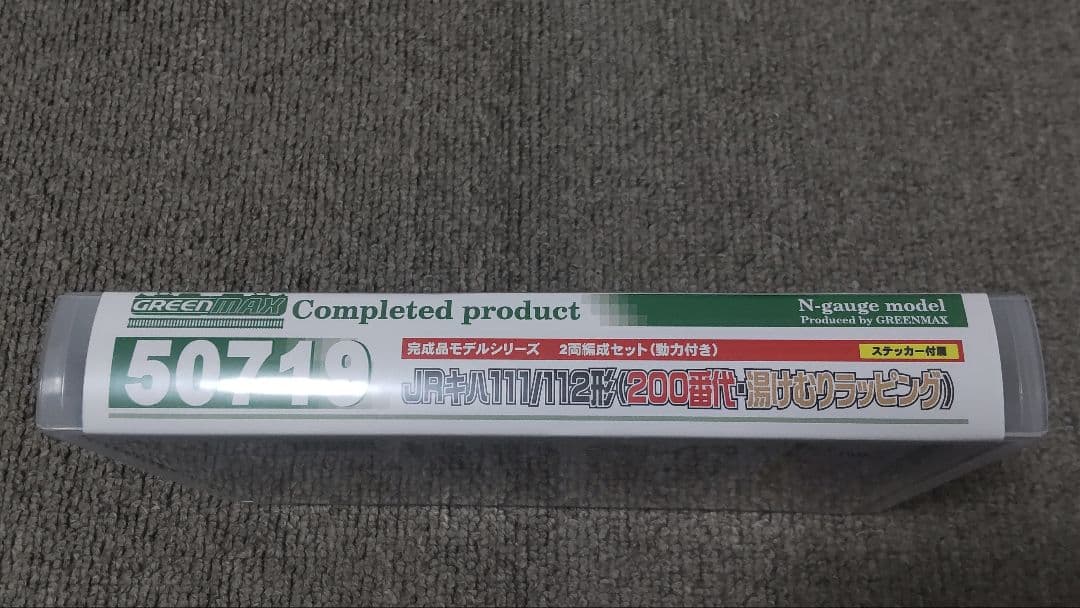 GREENMAX Completed product
N-gauge model
Produced by GREENMAX
50719
完成品モデルシリーズ 2両編成セット(動力付き)
ステッカー付属
JRキハ111/112形(200番代・湯けむりラッピング)